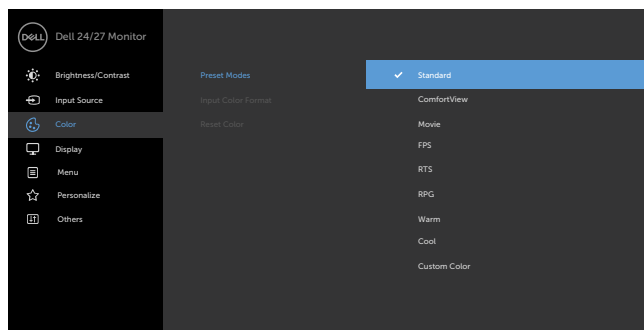 DELL Dell 24/27 Monitor
Brightness/Contrast Preset Modes Standard
Input Source Input Color Format ComfortView
Color Reset Color Movie
Display FPS
Menu RTS
Personalize RPG
Others Warm
Cool
Custom Color